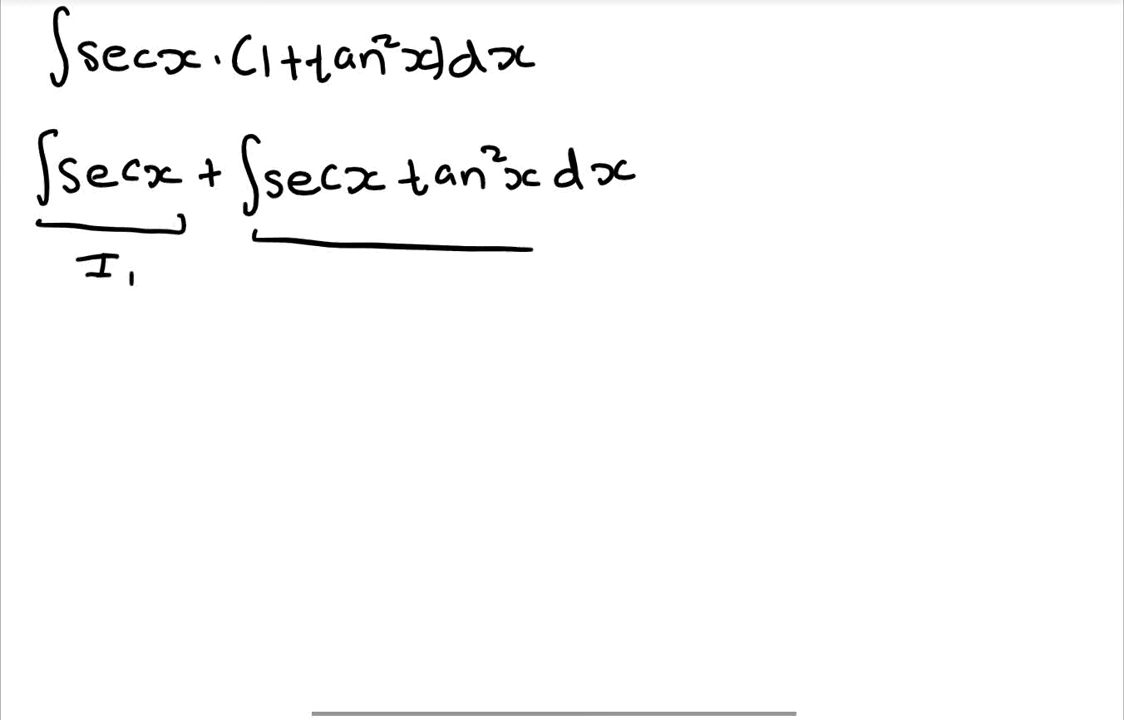 ∫secx·(1+tan²x)dx
∫secx + ∫secx tan²x dx
I₁